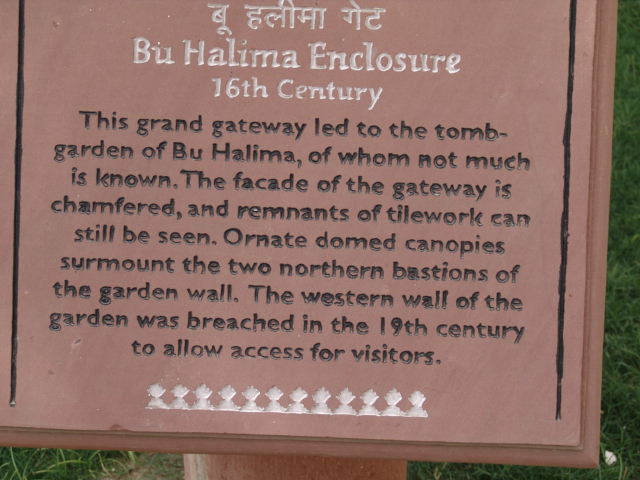 बू हलीमा गेट
Bu Halima Enclosure
16th Century
This grand gateway led to the tomb-
garden of Bu Halima, of whom not much
is known. The facade of the gateway is
chamfered, and remnants of tilework can
still be seen. Ornate domed canopies
surmount the two northern bastions of
the garden wall. The western wall of the
garden was breached in the 19th century
to allow access for visitors.